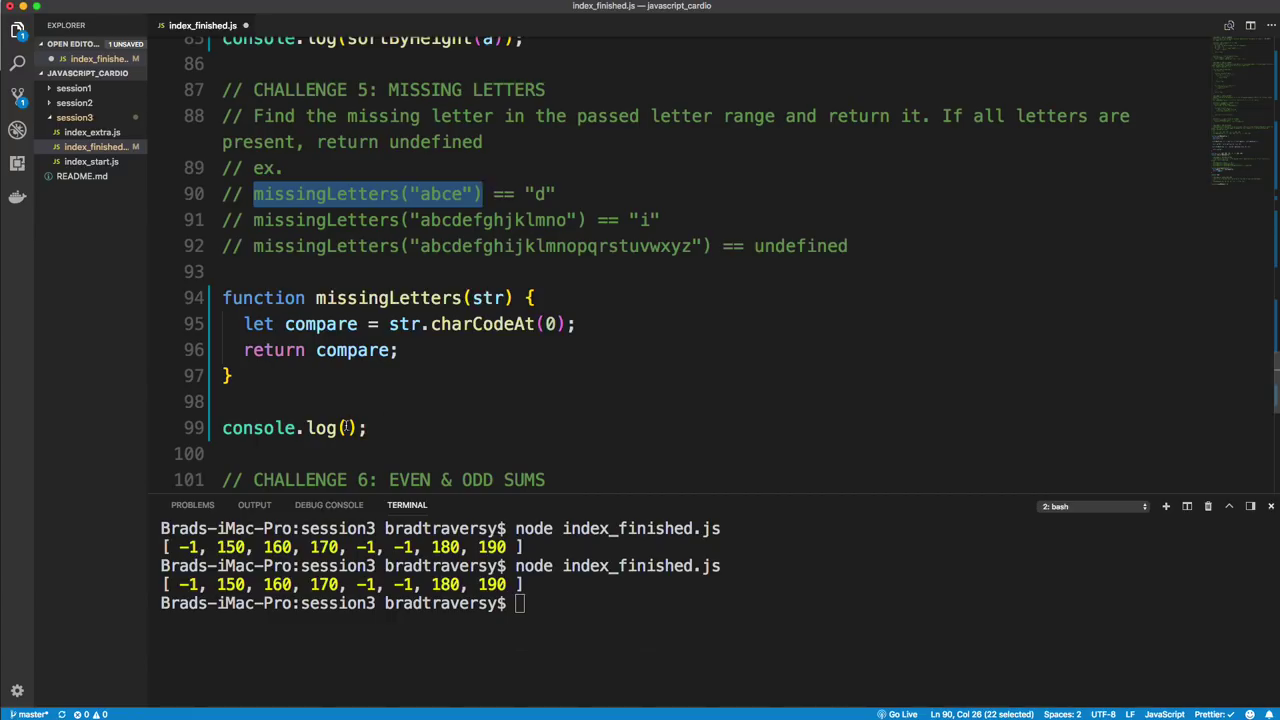 index_finished.js — javascript_cardio
EXPLORER
index_finished.js
OPEN EDITO...
1 UNSAVED
index_finishe... M
JAVASCRIPT_CARDIO
session1
session2
session3
index_extra.js
index_finished... M
index_start.js
README.md
85 console.log(sortByHeight(a));
86
87 // CHALLENGE 5: MISSING LETTERS
88 // Find the missing letter in the passed letter range and return it. If all letters are
present, return undefined
89 // ex.
90 // missingLetters("abce") == "d"
91 // missingLetters("abcdefghjklmno") == "i"
92 // missingLetters("abcdefghijklmnopqrstuvwxyz") == undefined
93
94 function missingLetters(str) {
95 let compare = str.charCodeAt(0);
96 return compare;
97 }
98
99 console.log();
100
101 // CHALLENGE 6: EVEN & ODD SUMS
PROBLEMS OUTPUT DEBUG CONSOLE TERMINAL 2: bash
Brads-iMac-Pro:session3 bradtraversy$ node index_finished.js
[ -1, 150, 160, 170, -1, -1, 180, 190 ]
Brads-iMac-Pro:session3 bradtraversy$ node index_finished.js
[ -1, 150, 160, 170, -1, -1, 180, 190 ]
Brads-iMac-Pro:session3 bradtraversy$
master* 0 0 Go Live Ln 90, Col 26 (22 selected) Spaces: 2 UTF-8 LF JavaScript Prettier: ✓